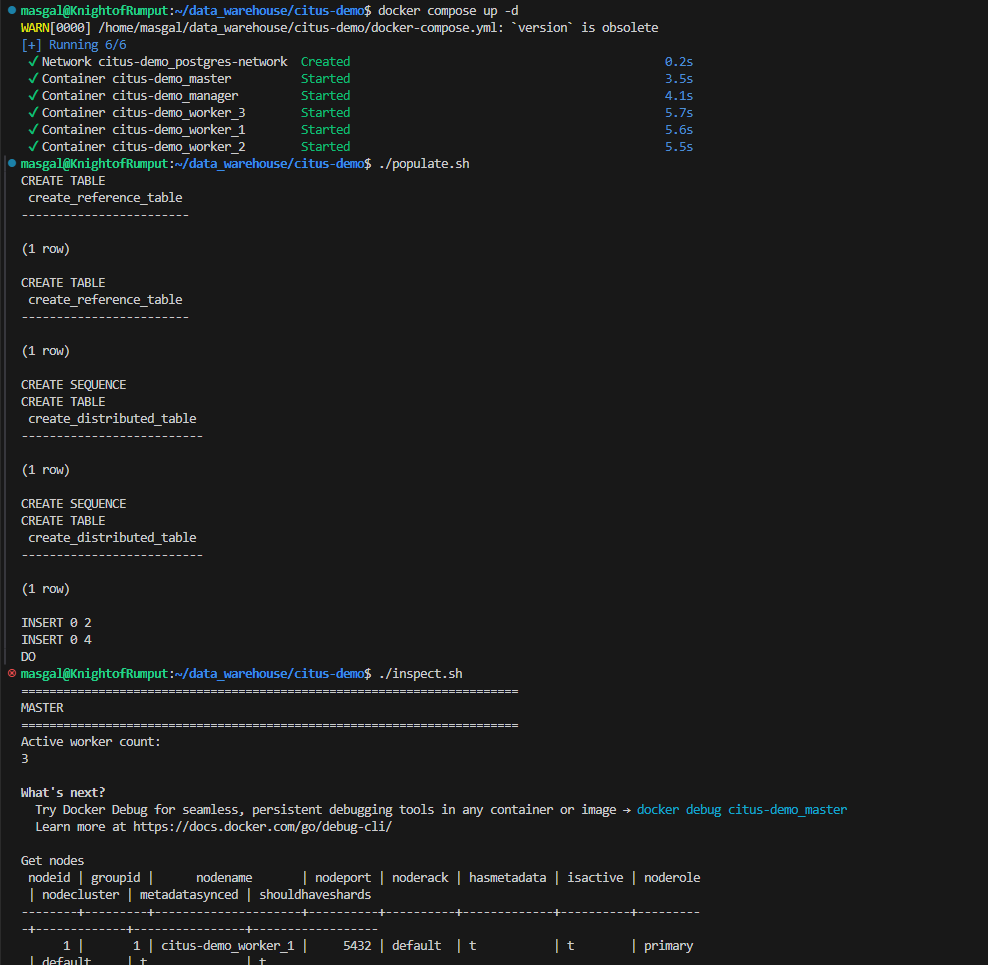 masgal@KnightofRumput:~/data_warehouse/citus-demo$ docker compose up -d
WARN[0000] /home/masgal/data_warehouse/citus-demo/docker-compose.yml: `version` is obsolete
[+] Running 6/6
✓ Network citus-demo_postgres-network Created 0.2s
✓ Container citus-demo_master Started 3.5s
✓ Container citus-demo_manager Started 4.1s
✓ Container citus-demo_worker_3 Started 5.7s
✓ Container citus-demo_worker_1 Started 5.6s
✓ Container citus-demo_worker_2 Started 5.5s
masgal@KnightofRumput:~/data_warehouse/citus-demo$ ./populate.sh
CREATE TABLE
create_reference_table
------------------------
(1 row)
CREATE TABLE
create_reference_table
------------------------
(1 row)
CREATE SEQUENCE
CREATE TABLE
create_distributed_table
--------------------------
(1 row)
CREATE SEQUENCE
CREATE TABLE
create_distributed_table
--------------------------
(1 row)
INSERT 0 2
INSERT 0 4
DO
masgal@KnightofRumput:~/data_warehouse/citus-demo$ ./inspect.sh
=======================================================================
MASTER
=======================================================================
Active worker count:
3
What's next?
Try Docker Debug for seamless, persistent debugging tools in any container or image → docker debug citus-demo_master
Learn more at https://docs.docker.com/go/debug-cli/
Get nodes
nodeid | groupid | nodename | nodeport | noderack | hasmetadata | isactive | noderole
| nodecluster | metadatasynced | shouldhaveshards
--------+---------+---------------------+----------+----------+-------------+----------+---------
-+-------------+----------------+------------------
1 | 1 | citus-demo_worker_1 | 5432 | default | t | t | primary
| default | t | t